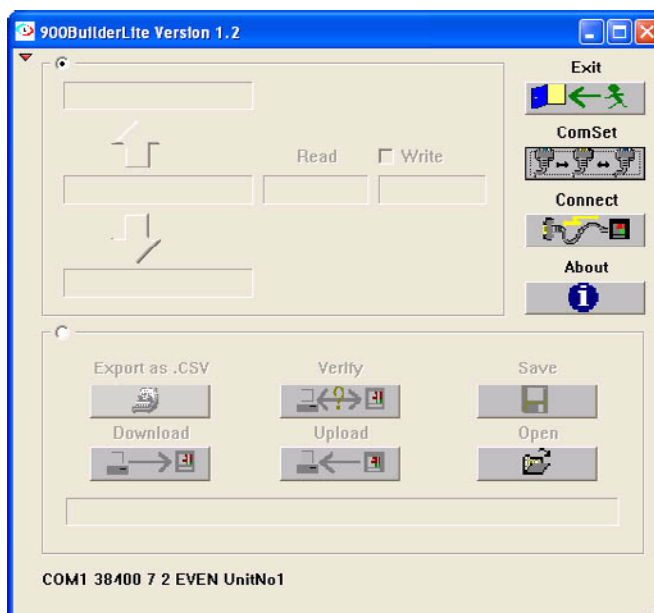 900BuilderLite Version 1.2
Exit
ComSet
Read
Write
Connect
About
Export as .CSV
Verify
Save
Download
Upload
Open
COM1 38400 7 2 EVEN UnitNo1